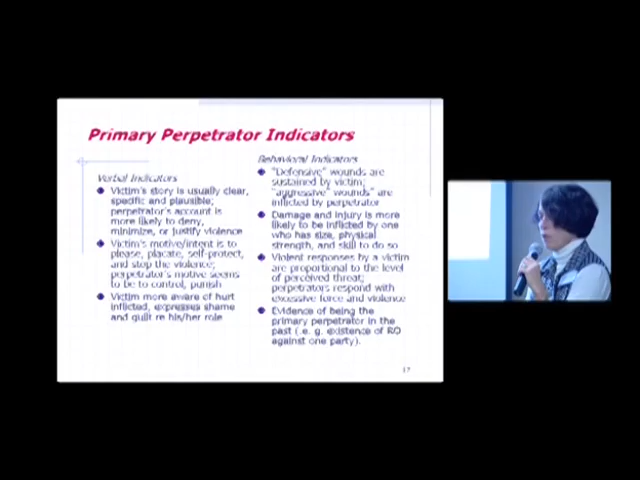 Primary Perpetrator Indicators
Verbal Indicators
Victim's story is usually clear,
specific and plausible;
perpetrator's account is
more likely to deny,
minimize, or justify violence
Victim's motive/intent is to
please, placate, self-protect,
and stop the violence;
perpetrator's motive seems
to be to control, punish
Victim more aware of hurt
inflicted, expresses shame
and guilt re his/her role
Behavioral Indicators
"Defensive" wounds are
sustained by victim;
"aggressive wounds" are
inflicted by perpetrator
Damage and injury is more
likely to be inflicted by one
who has size, physical
strength, and skill to do so
Violent responses by a victim
are proportional to the level
of perceived threat;
perpetrators respond with
excessive force and violence
Evidence of being the
primary perpetrator in the
past (.e. g. existence of RO
against one party).
17